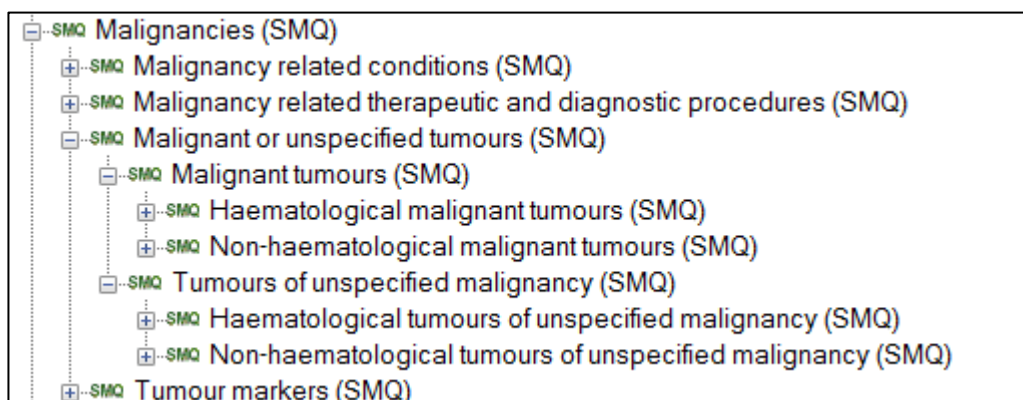 SMQ Malignancies (SMQ)
SMQ Malignancy related conditions (SMQ)
SMQ Malignancy related therapeutic and diagnostic procedures (SMQ)
SMQ Malignant or unspecified tumours (SMQ)
SMQ Malignant tumours (SMQ)
SMQ Haematological malignant tumours (SMQ)
SMQ Non-haematological malignant tumours (SMQ)
SMQ Tumours of unspecified malignancy (SMQ)
SMQ Haematological tumours of unspecified malignancy (SMQ)
SMQ Non-haematological tumours of unspecified malignancy (SMQ)
SMQ Tumour markers (SMQ)